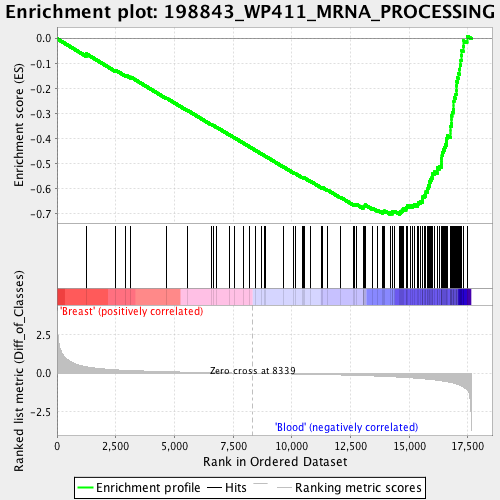 Enrichment plot: 198843_WP411_MRNA_PROCESSING
Enrichment score (ES)
0.0
-0.1
-0.2
-0.3
-0.4
-0.5
-0.6
-0.7
'Breast' (positively correlated)
Ranked list metric (Diff_of_Classes)
2.5
0.0
-2.5
Zero cross at 8339
'Blood' (negatively correlated)
0
2,500
5,000
7,500
10,000
12,500
15,000
17,500
Rank in Ordered Dataset
Enrichment profile
Hits
Ranking metric scores